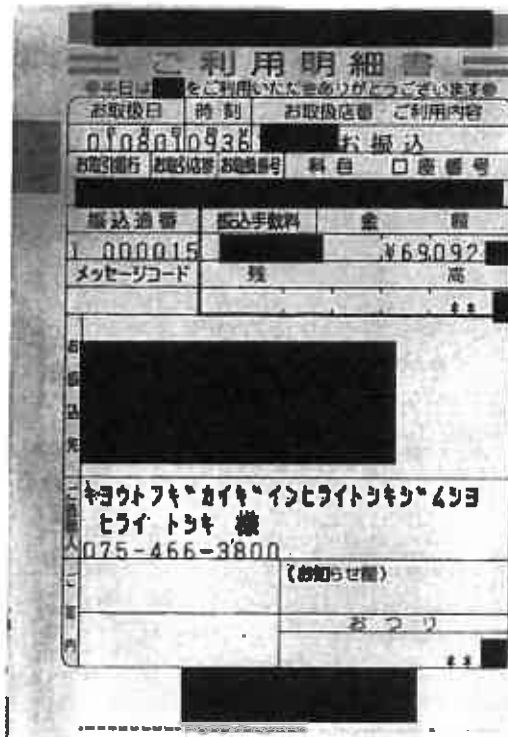 ご利用明細書
●平日は をご利用いただきありがとうございます●
お取扱日 時刻 お取扱店番 ご利用内容
010801 0936 お振込
お取引銀行 お取引店番 お取扱番号 科目 口座番号
振込通番 振込手数料 金額
1 000015 ¥69,092
メッセージコード 残高
**
お振込先
キヨウトフギカイギインヒライトシキジムシヨ
ヒライ トシキ 様
ご依頼人
075-466-3800
ご案内
(お知らせ欄)
おつり
**